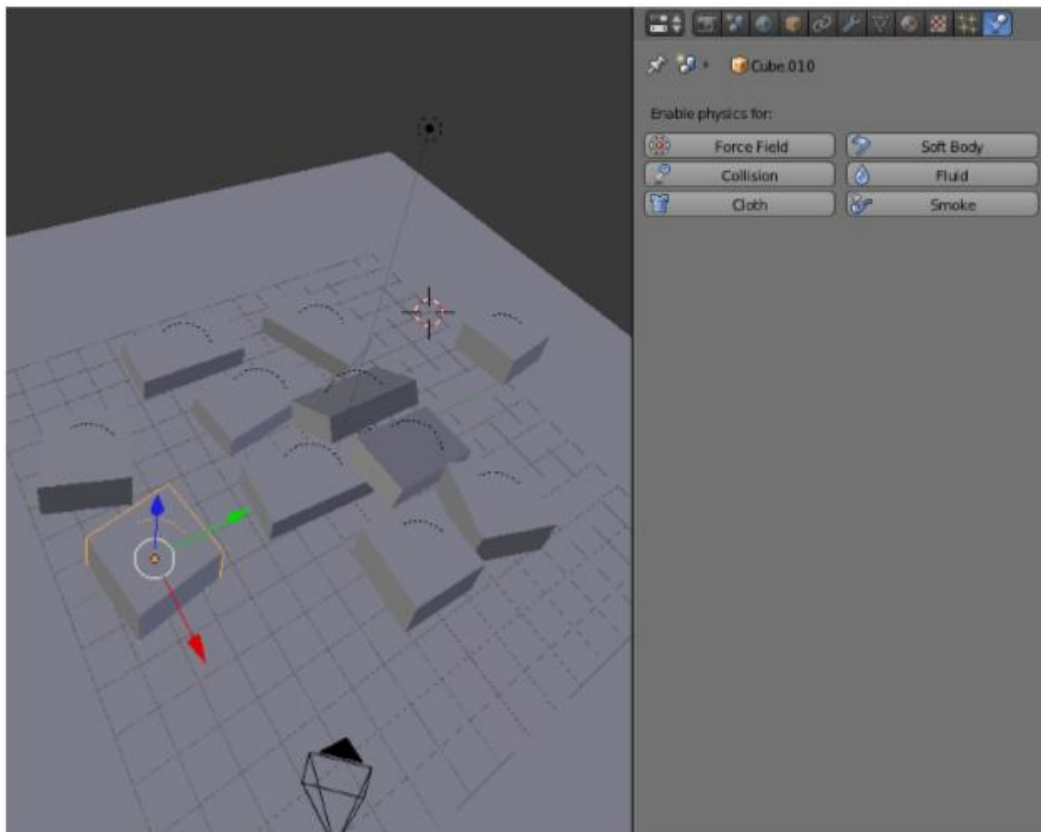 Cube.010
Enable physics for:
Force Field
Soft Body
Collision
Fluid
Cloth
Smoke